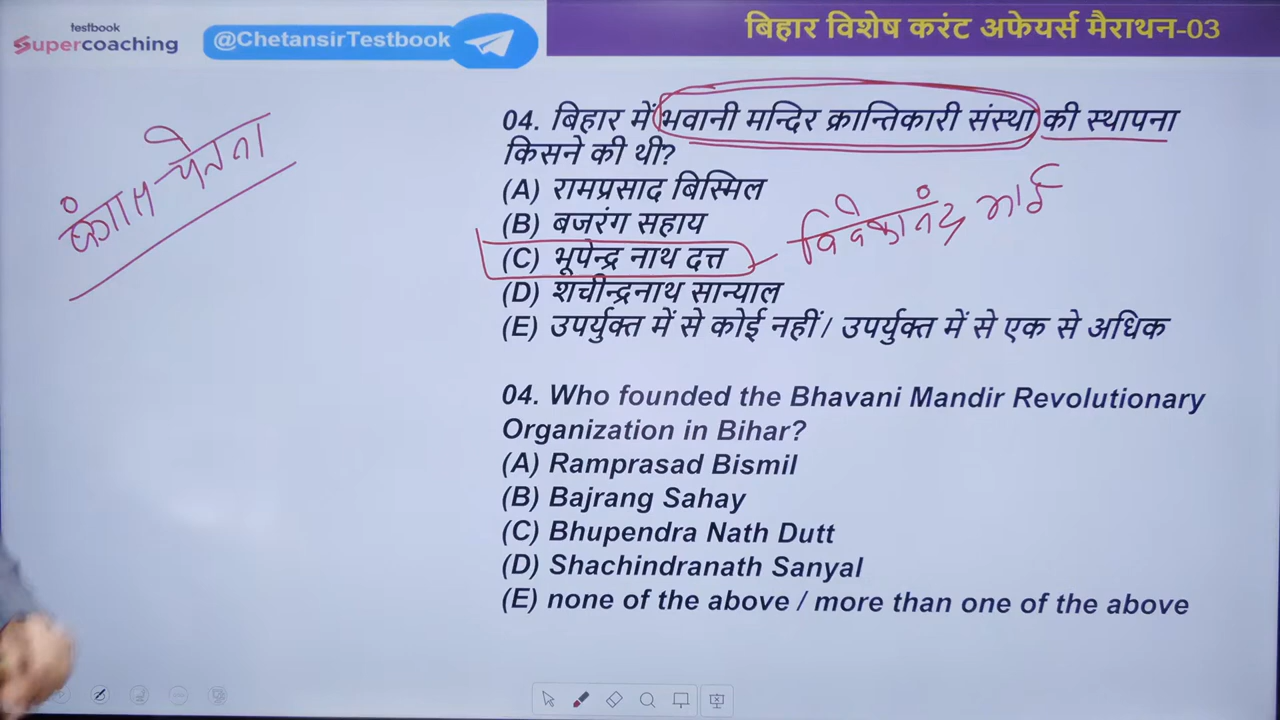 testbook
Supercoaching
@ChetansirTestbook
बिहार विशेष करंट अफेयर्स मैराथन-03
04. बिहार में भवानी मन्दिर क्रान्तिकारी संस्था की स्थापना
किसने की थी?
(A) रामप्रसाद बिस्मिल
(B) बजरंग सहाय
(C) भूपेन्द्र नाथ दत्त
विवेकानंद भाई
(D) शचीन्द्रनाथ सान्याल
(E) उपर्युक्त में से कोई नहीं / उपर्युक्त में से एक से अधिक
04. Who founded the Bhavani Mandir Revolutionary
Organization in Bihar?
(A) Ramprasad Bismil
(B) Bajrang Sahay
(C) Bhupendra Nath Dutt
(D) Shachindranath Sanyal
(E) none of the above / more than one of the above